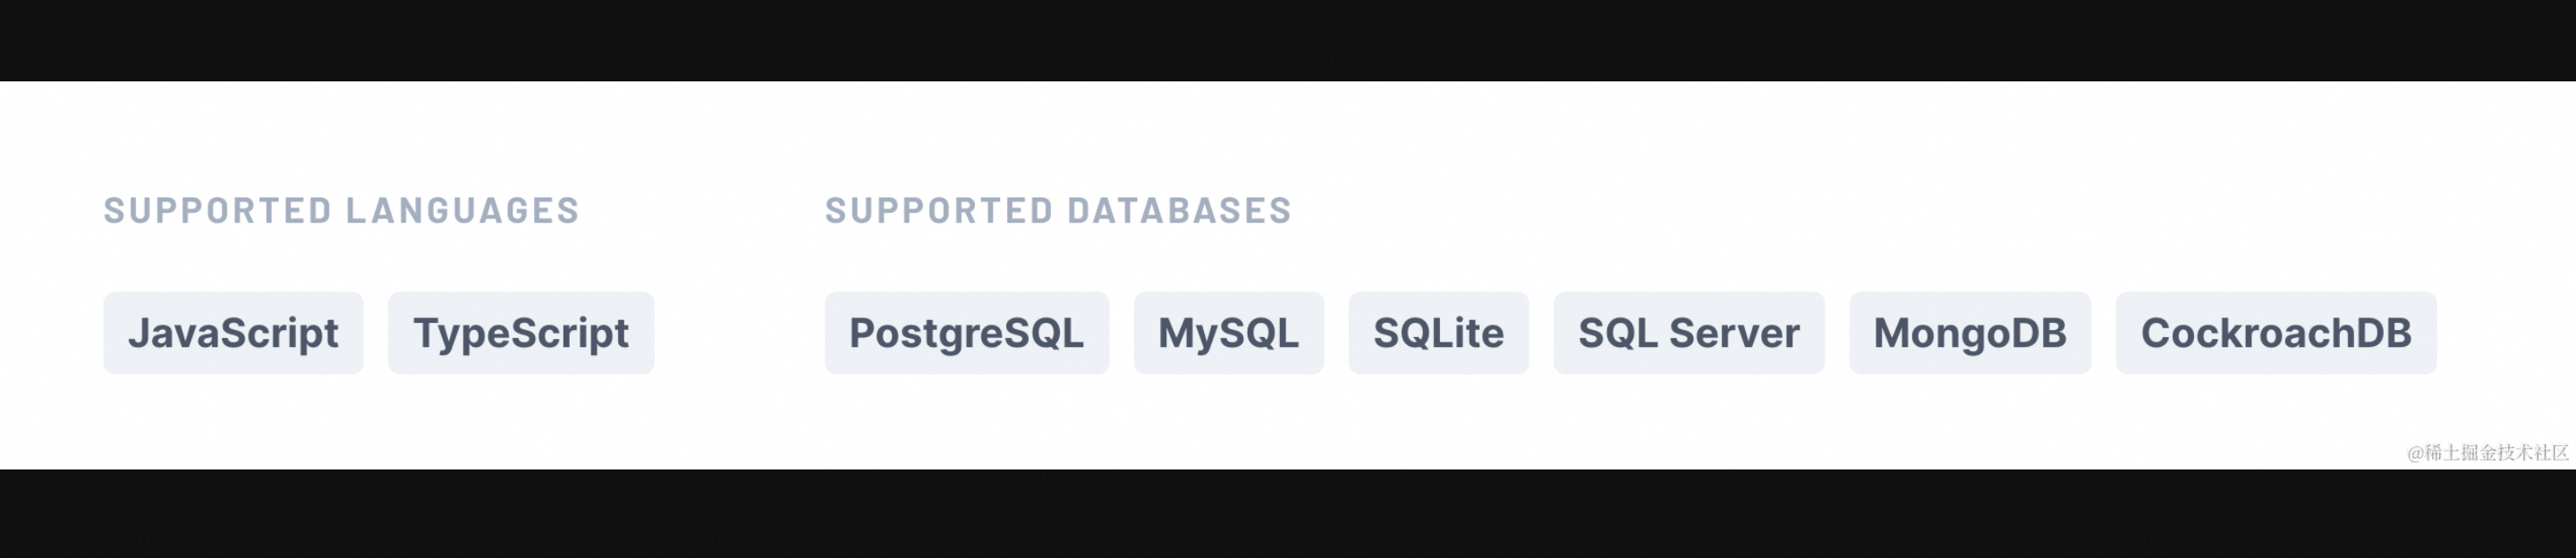 SUPPORTED LANGUAGES
JavaScript TypeScript
SUPPORTED DATABASES
PostgreSQL MySQL SQLite SQL Server MongoDB CockroachDB
@稀土掘金技术社区